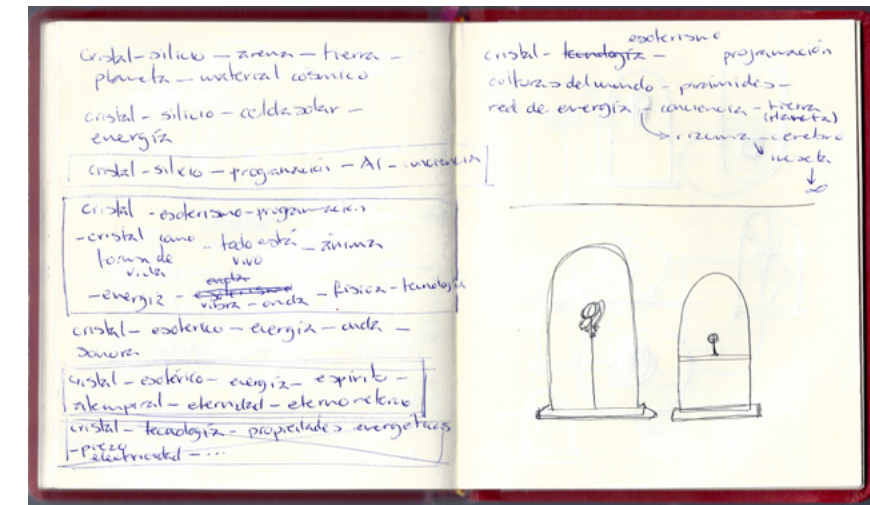 cristal - silicio - arena - tierra -
planeta - material cósmico
cristal - silicio - celda solar -
energía
cristal - silicio - programación - AI - conciencia
cristal - esoterismo - programación
- cristal como - todo está - ánima
forma de vivo
vida
onda
- energía - esoterismo - física - tecnología
vibra - onda
cristal - esotérico - energía - onda -
sonora
cristal - esotérico - energía - espíritu -
atemporal - eternidad - eterno retorno
cristal - tecnología - propiedades energéticas
- piezo
electricidad - ...
esoterismo
cristal - tecnología - programación
culturas del mundo - pirámides -
red de energía - conciencia - tierra
(planeta)
rizoma - cerebro
∞